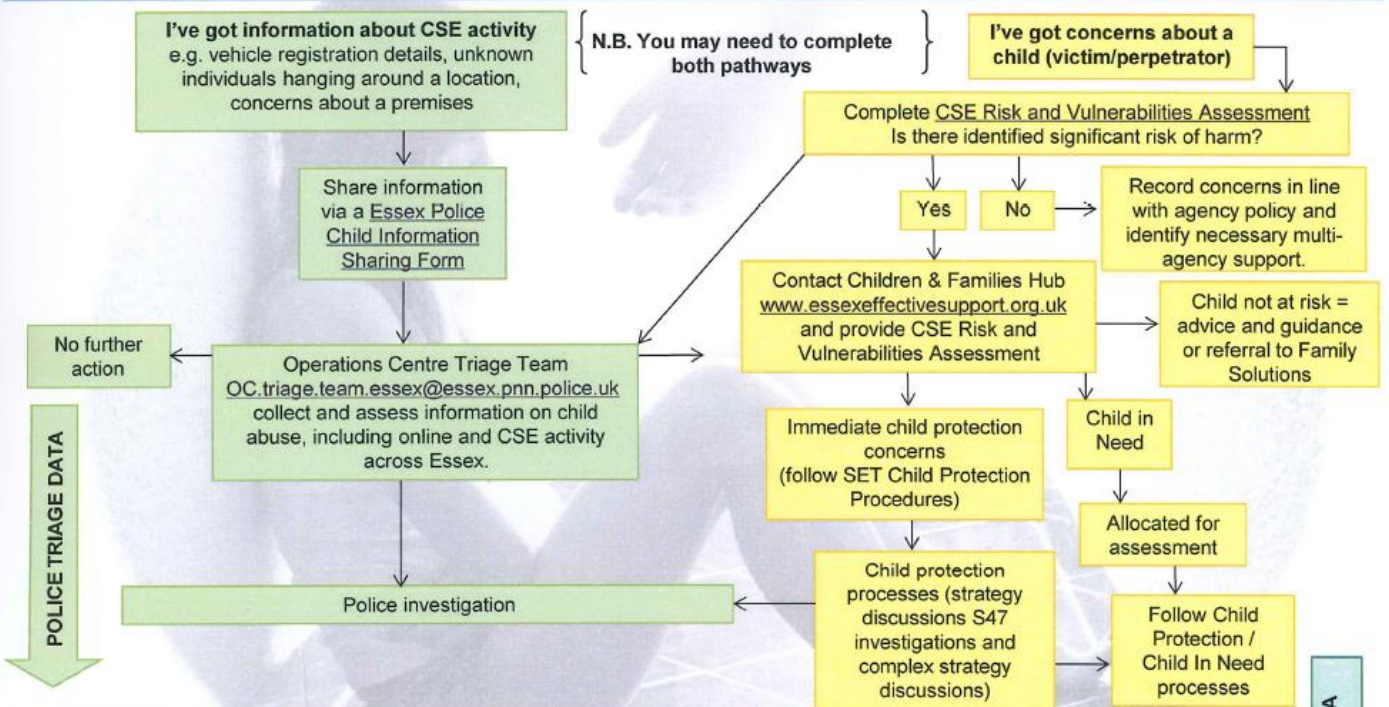 I've got information about CSE activity
e.g. vehicle registration details, unknown
individuals hanging around a location,
concerns about a premises
N.B. You may need to complete
both pathways
I've got concerns about a
child (victim/perpetrator)
Complete CSE Risk and Vulnerabilities Assessment
Is there identified significant risk of harm?
Share information
via a Essex Police
Child Information
Sharing Form
Yes
No
Record concerns in line
with agency policy and
identify necessary multi-
agency support.
Contact Children & Families Hub
www.essexeffectivesupport.org.uk
and provide CSE Risk and
Vulnerabilities Assessment
Child not at risk =
advice and guidance
or referral to Family
Solutions
No further
action
Operations Centre Triage Team
OC.triage.team.essex@essex.pnn.police.uk
collect and assess information on child
abuse, including online and CSE activity
across Essex.
Immediate child protection
concerns
(follow SET Child Protection
Procedures)
Child in
Need
Allocated for
assessment
POLICE TRIAGE DATA
Police investigation
Child protection
processes (strategy
discussions S47
investigations and
complex strategy
discussions)
Follow Child
Protection /
Child In Need
processes
A